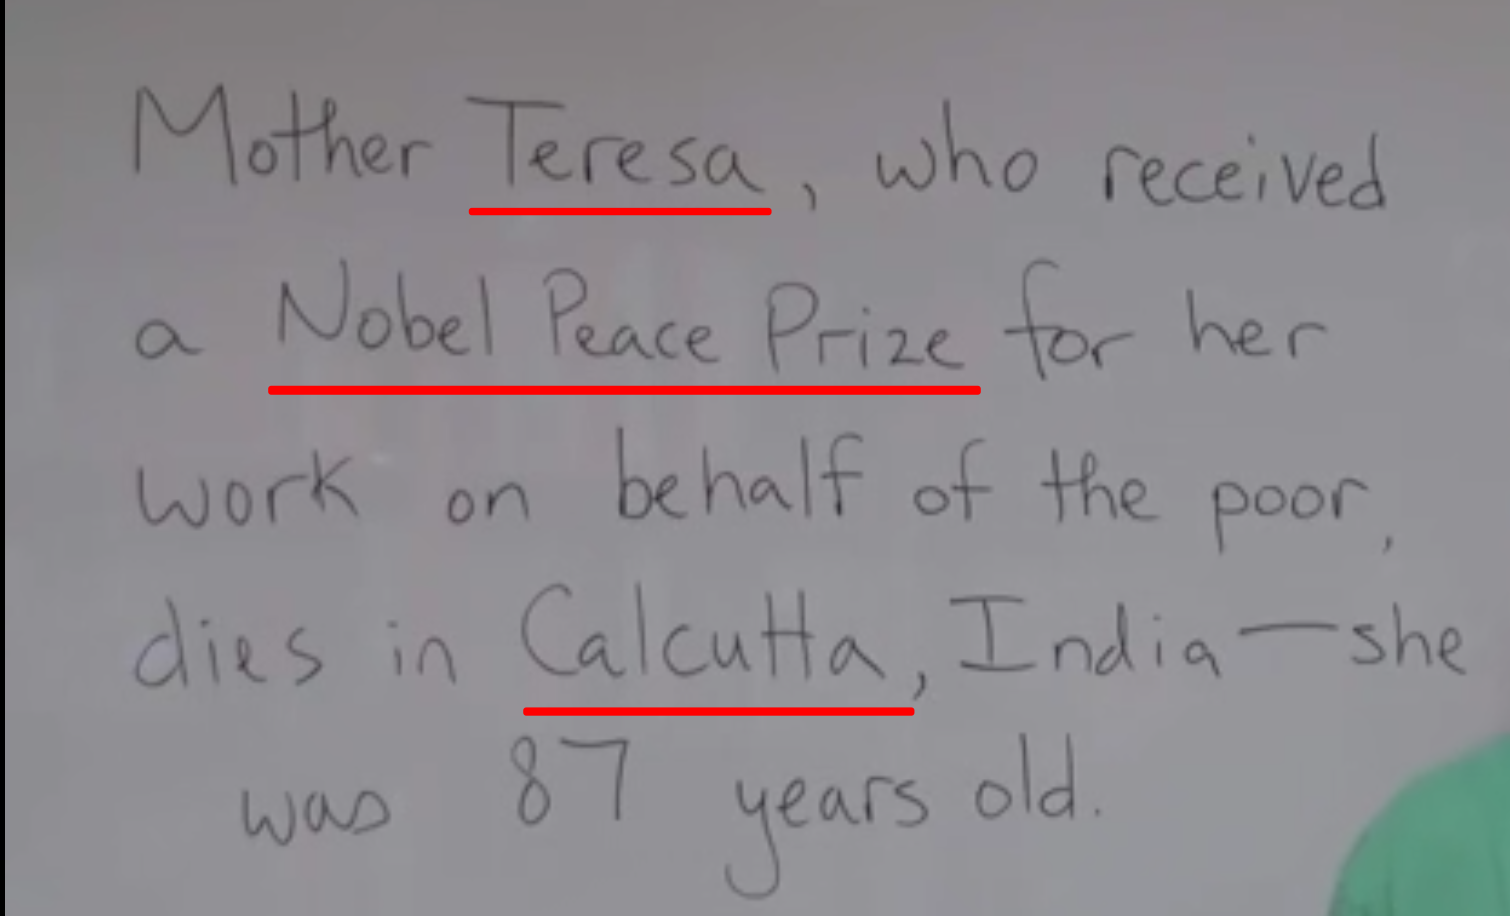 Mother Teresa, who received
a Nobel Peace Prize for her
work on behalf of the poor,
dies in Calcutta, India—she
was 87 years old.